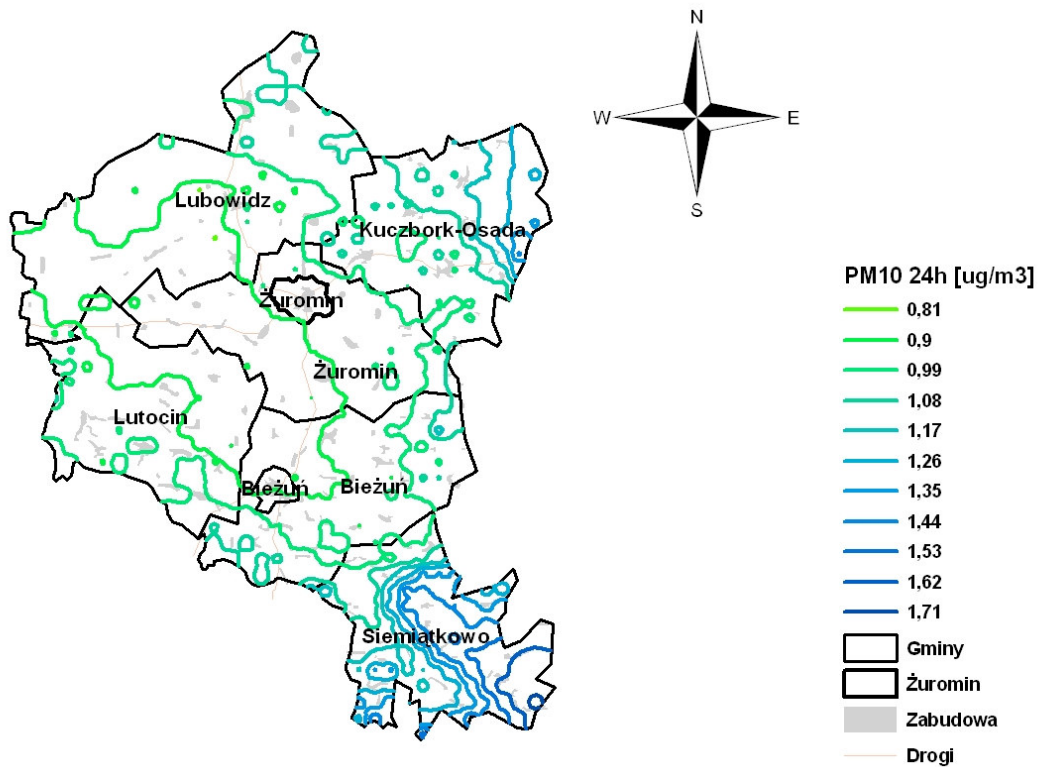 N
W E
S
Lubowidz
Kuczbork-Osada
Żuromin
Żuromin
Lutocin
Bieżuń Bieżuń
Siemiątkowo
PM10 24h [ug/m3]
0,81
0,9
0,99
1,08
1,17
1,26
1,35
1,44
1,53
1,62
1,71
Gminy
Żuromin
Zabudowa
Drogi